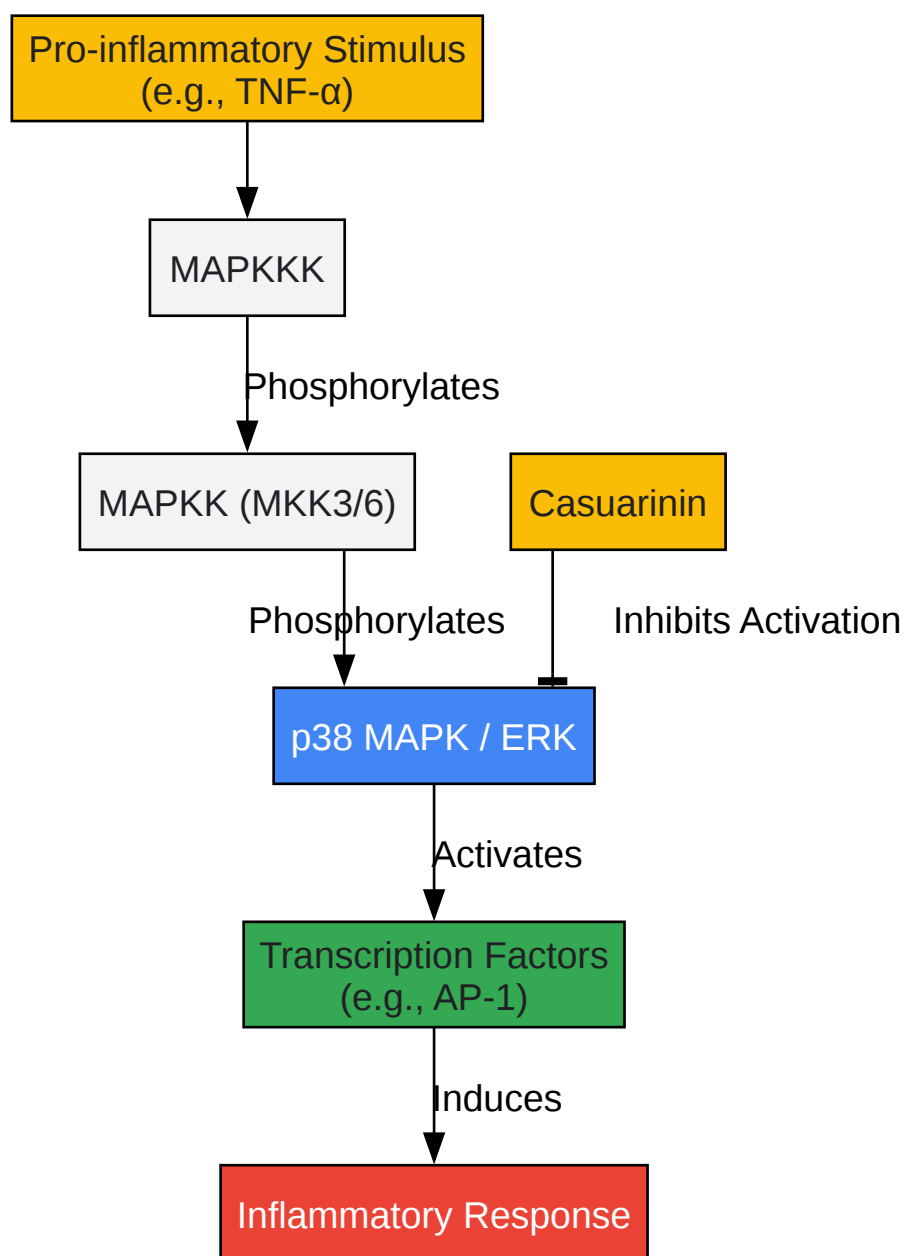 Pro-inflammatory Stimulus
(e.g., TNF-α)
MAPKKK
Phosphorylates
MAPKK (MKK3/6)
Casuarinin
Phosphorylates
Inhibits Activation
p38 MAPK / ERK
Activates
Transcription Factors
(e.g., AP-1)
Induces
Inflammatory Response